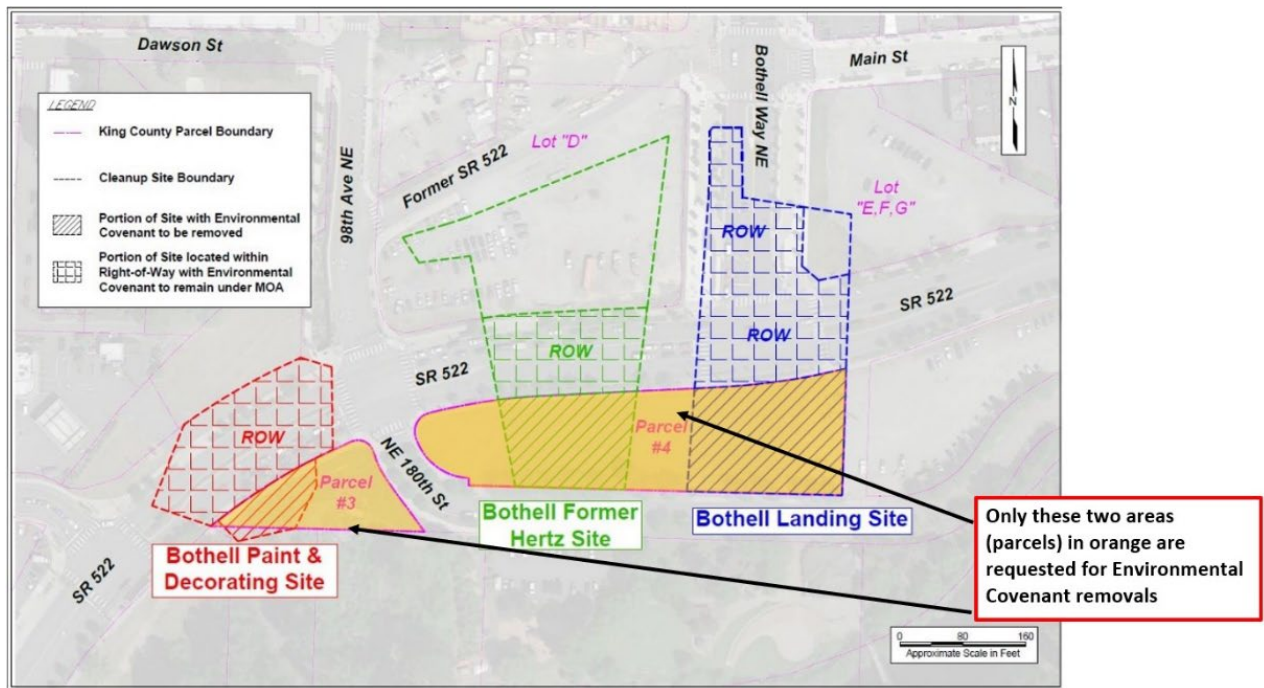 Dawson St
Main St
Bothell Way NE
98th Ave NE
Former SR 522
Lot "D"
Lot
"E,F,G"
N
LEGEND
King County Parcel Boundary
Cleanup Site Boundary
Portion of Site with Environmental
Covenant to be removed
Portion of Site located within
Right-of-Way with Environmental
Covenant to remain under MOA
ROW
ROW
SR 522
ROW
SR 522
ROW
Parcel
#4
Parcel
#3
NE 180th St
SR 522
Bothell Paint &
Decorating Site
Bothell Former
Hertz Site
Bothell Landing Site
Only these two areas
(parcels) in orange are
requested for Environmental
Covenant removals
0 80 160
Approximate Scale in Feet